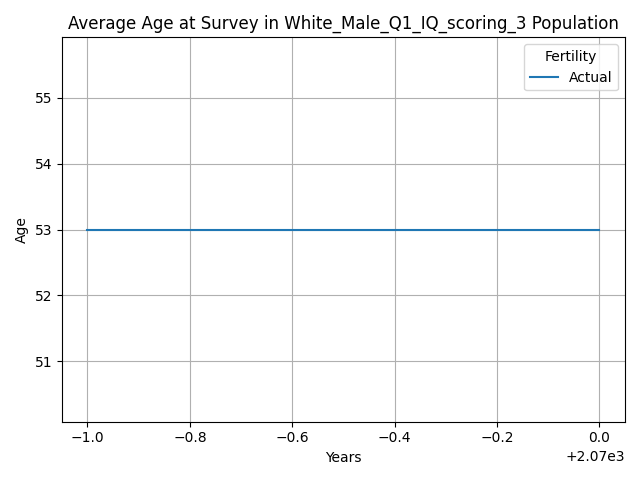 Average Age at Survey in White_Male_Q1_IQ_scoring_3 Population
Fertility
Actual
55
54
53
52
51
Age
−1.0
−0.8
−0.6
−0.4
−0.2
0.0
+2.07e3
Years